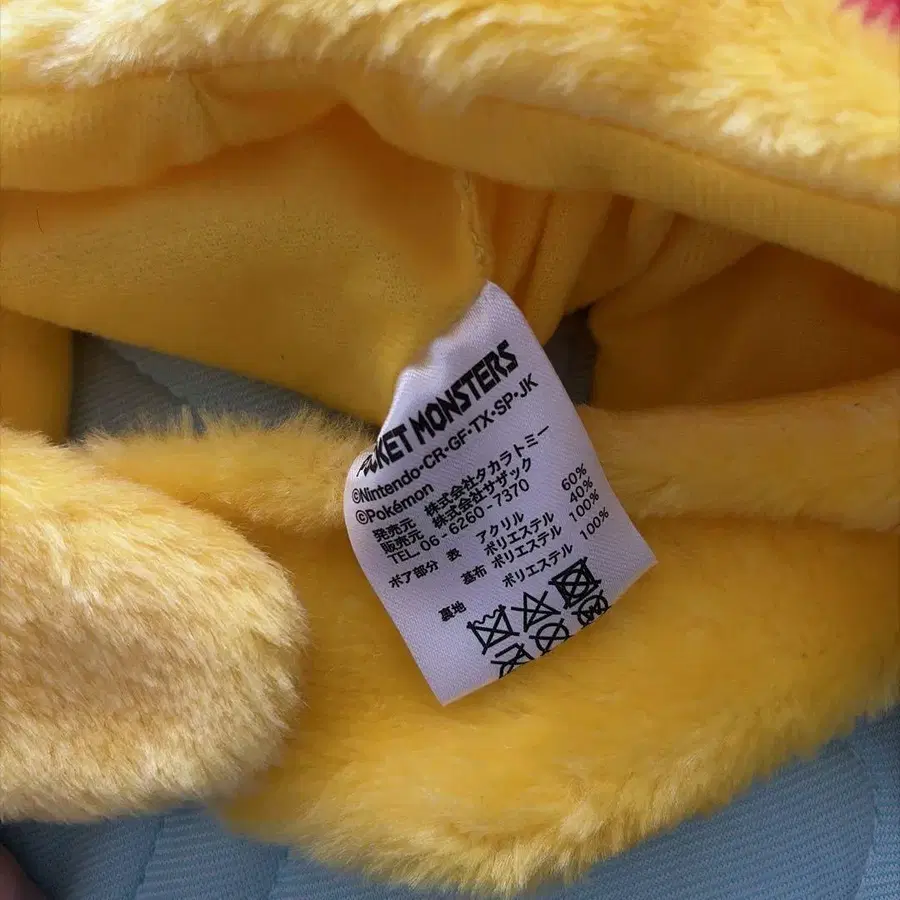 POCKET MONSTERS
©Nintendo・CR・GF・TX・SP・JK
©Pokémon
発売元 株式会社タカラトミー
販売元 株式会社サザック
TEL 06-6260-7370
ボア部分 表 アクリル 60%
ポリエステル 40%
基布 ポリエステル 100%
裏地 ポリエステル 100%